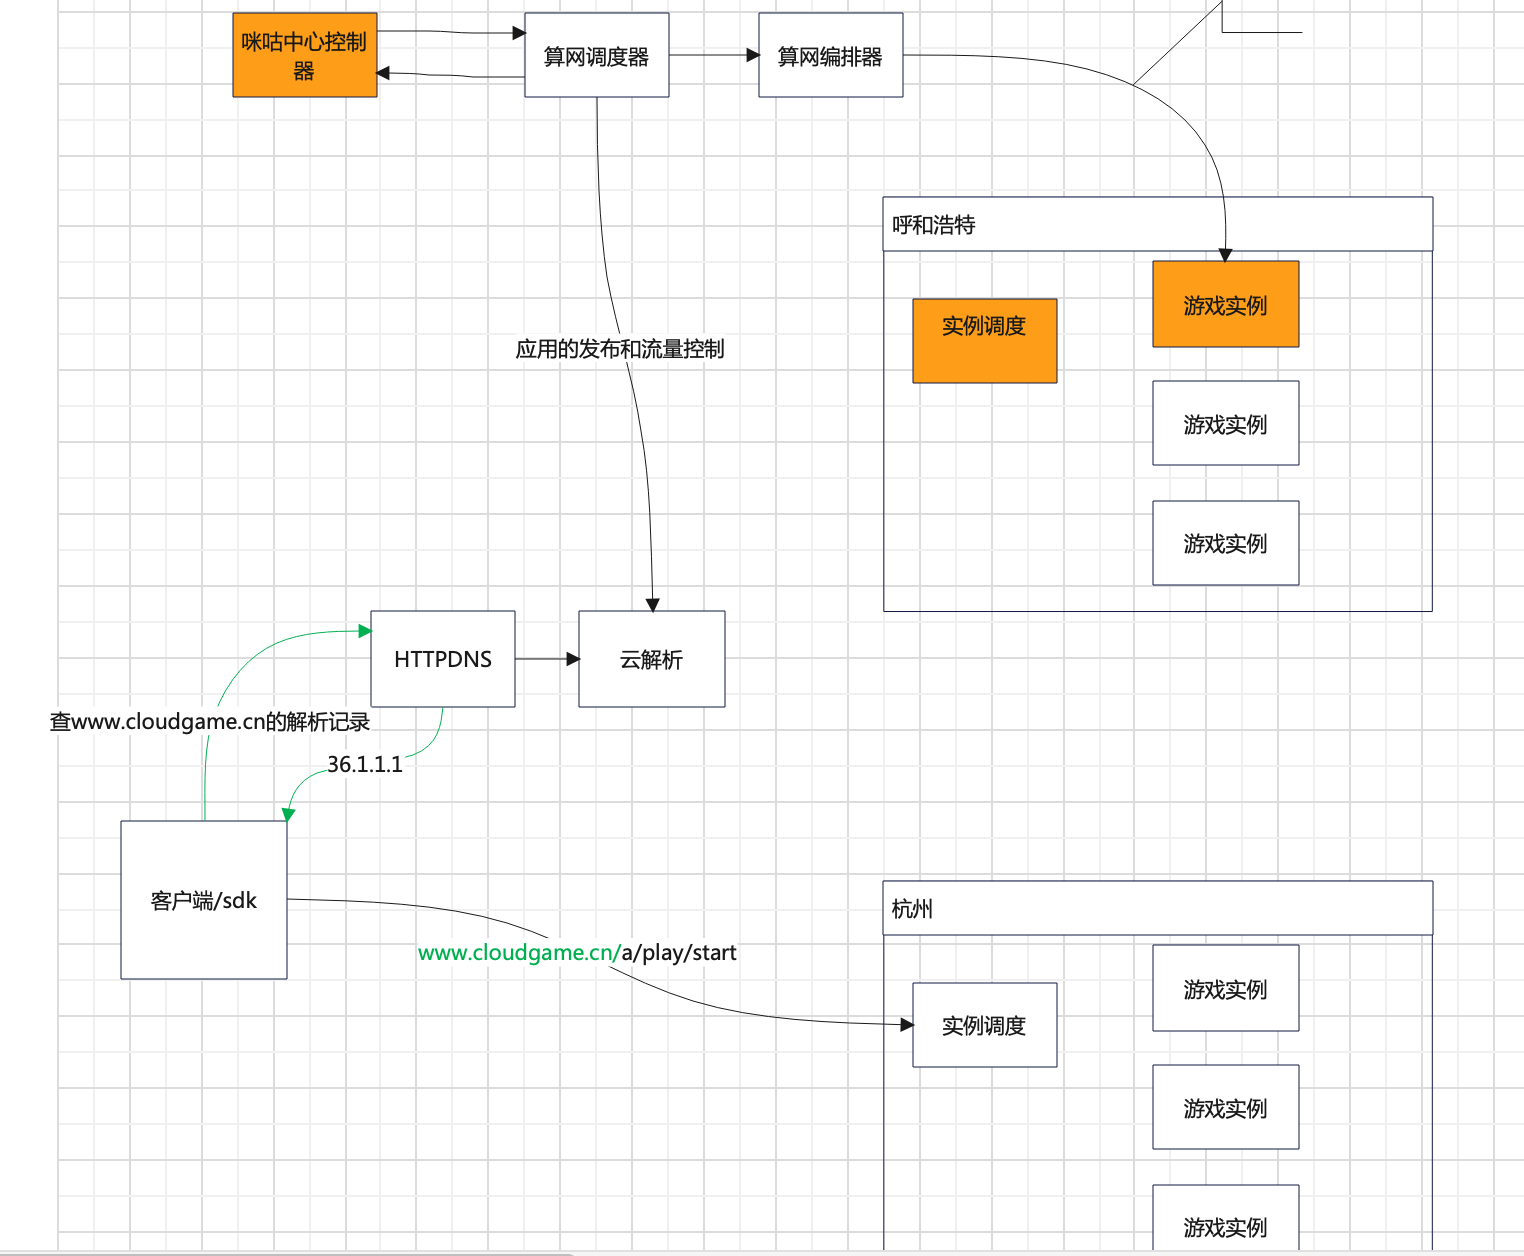 咪咕中心控制
器
算网调度器
算网编排器
呼和浩特
游戏实例
实例调度
应用的发布和流量控制
游戏实例
游戏实例
HTTPDNS
云解析
查www.cloudgame.cn的解析记录
36.1.1.1
客户端/sdk
杭州
www.cloudgame.cn/a/play/start
游戏实例
实例调度
游戏实例
游戏实例